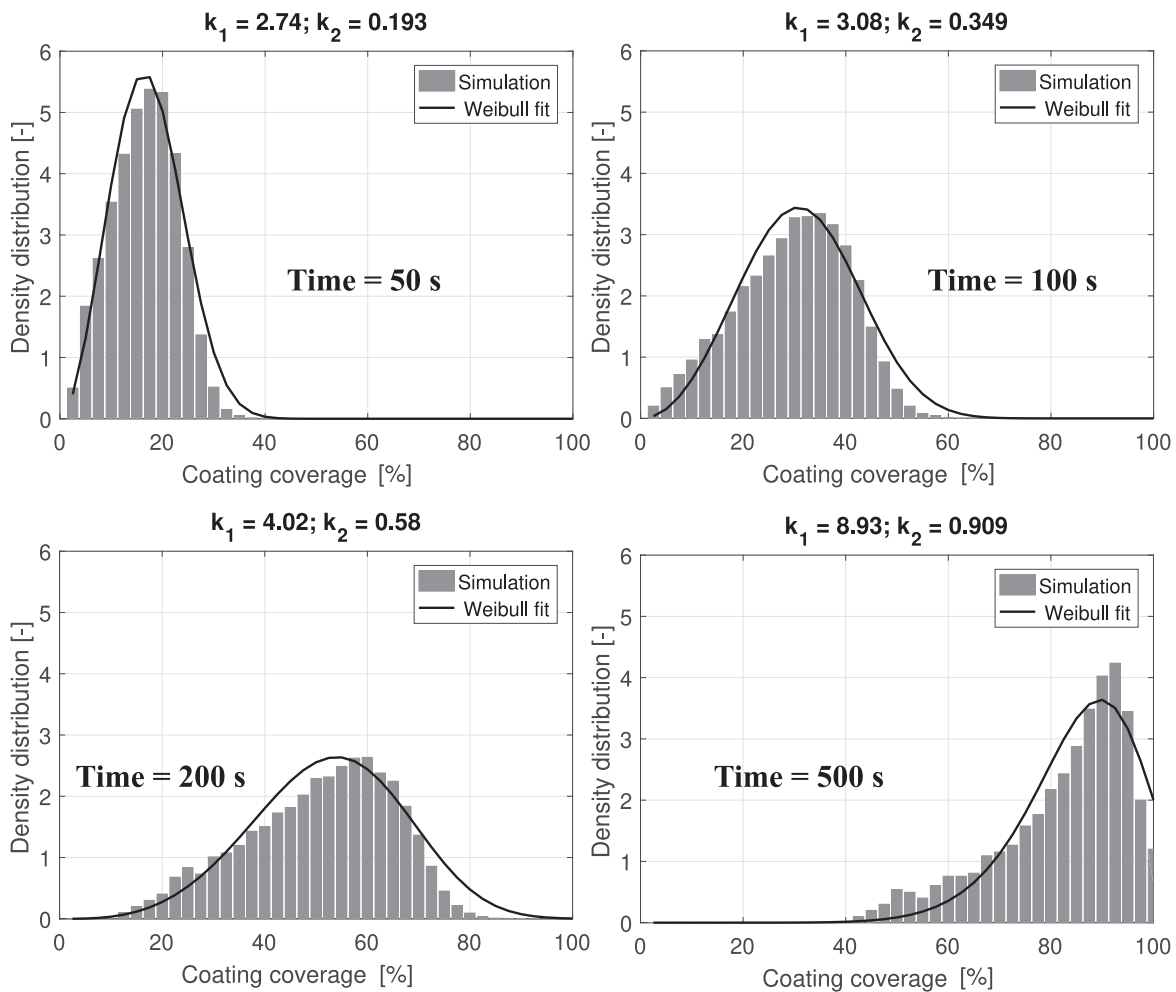 k1 = 2.74; k2 = 0.193
6
5
4
3
2
1
0
Density distribution [-]
Simulation
Weibull fit
Time = 50 s
0 20 40 60 80 100
Coating coverage [%]
k1 = 3.08; k2 = 0.349
6
5
4
3
2
1
0
Density distribution [-]
Simulation
Weibull fit
Time = 100 s
0 20 40 60 80 100
Coating coverage [%]
k1 = 4.02; k2 = 0.58
6
5
4
3
2
1
0
Density distribution [-]
Simulation
Weibull fit
Time = 200 s
0 20 40 60 80 100
Coating coverage [%]
k1 = 8.93; k2 = 0.909
6
5
4
3
2
1
0
Density distribution [-]
Simulation
Weibull fit
Time = 500 s
0 20 40 60 80 100
Coating coverage [%]